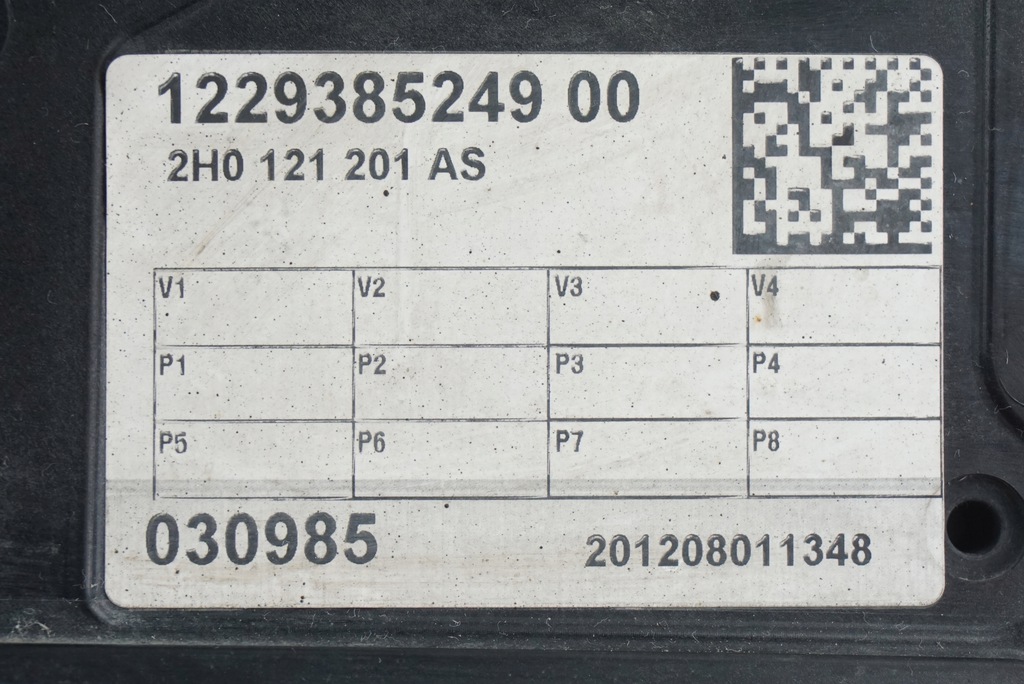 1229385249 00
2H0 121 201 AS
V1 V2 V3 V4
P1 P2 P3 P4
P5 P6 P7 P8
030985
201208011348